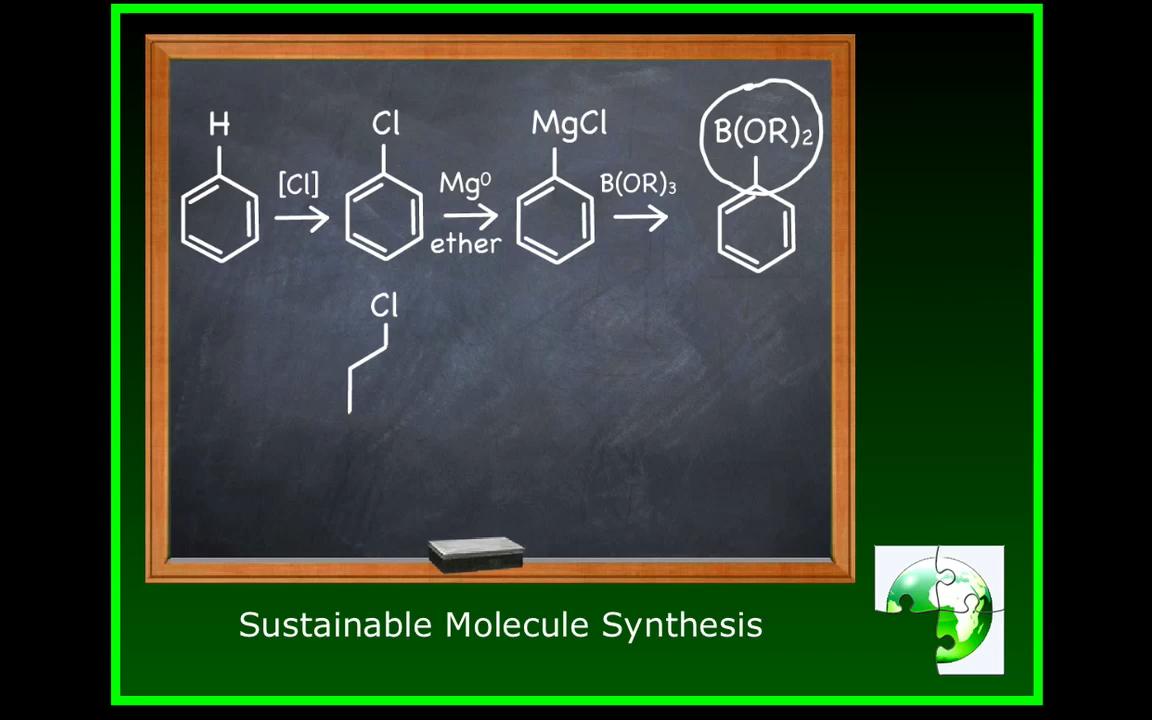 H
Cl
MgCl
B(OR)₂
[Cl]
Mg⁰
B(OR)₃
ether
Cl
Sustainable Molecule Synthesis